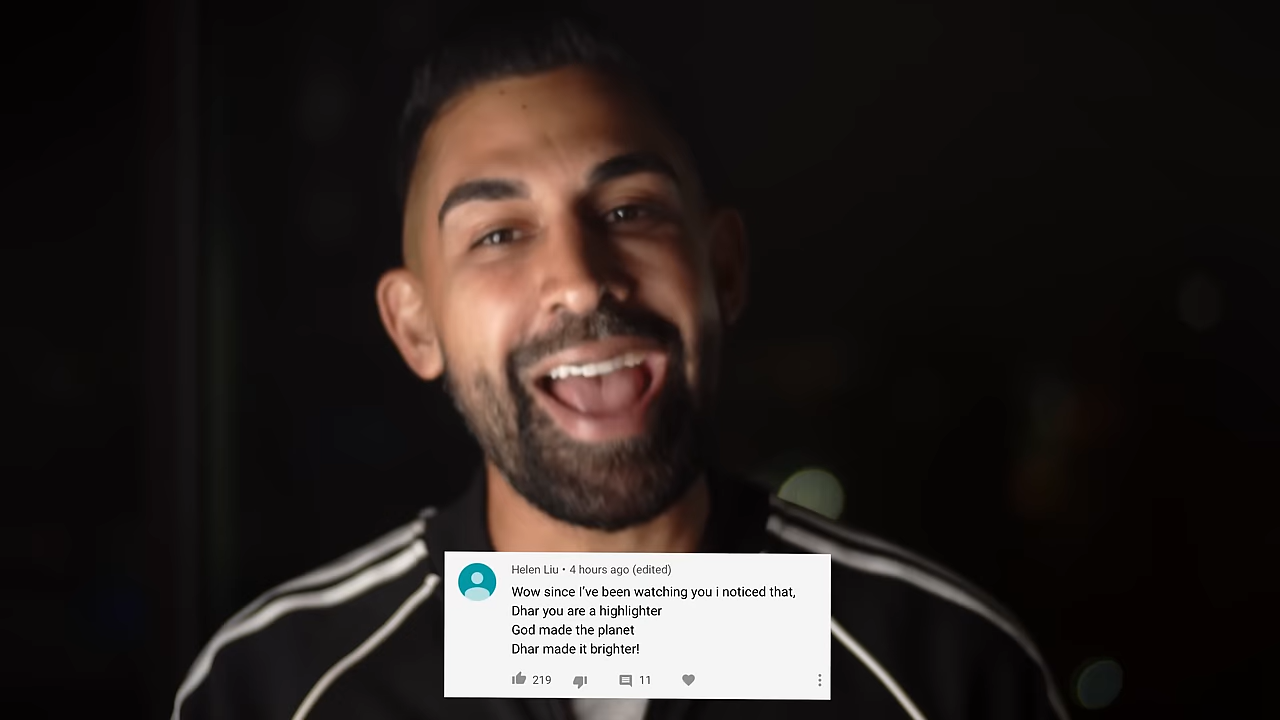 Helen Liu • 4 hours ago (edited)
Wow since I've been watching you i noticed that,
Dhar you are a highlighter
God made the planet
Dhar made it brighter!
219 11